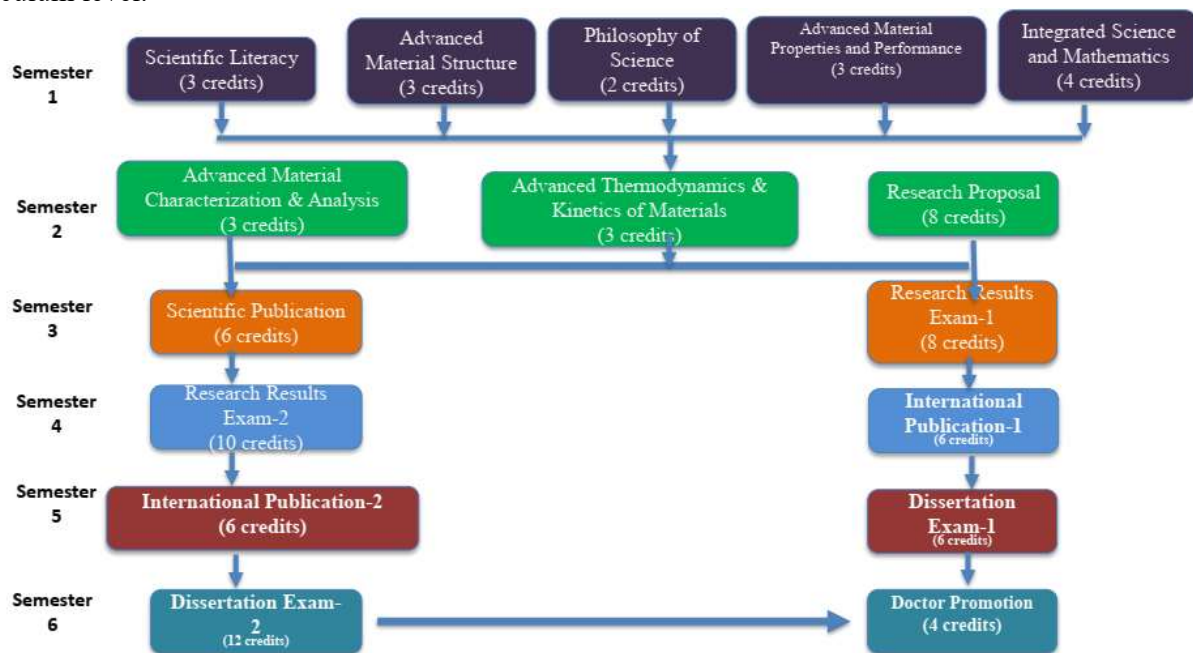 Semester
1
Scientific Literacy
(3 credits)
Advanced
Material Structure
(3 credits)
Philosophy of
Science
(2 credits)
Advanced Material
Properties and Performance
(3 credits)
Integrated Science
and Mathematics
(4 credits)
Semester
2
Advanced Material
Characterization & Analysis
(3 credits)
Advanced Thermodynamics &
Kinetics of Materials
(3 credits)
Research Proposal
(8 credits)
Semester
3
Scientific Publication
(6 credits)
Research Results
Exam-1
(8 credits)
Semester
4
Research Results
Exam-2
(10 credits)
International
Publication-1
(6 credits)
Semester
5
International Publication-2
(6 credits)
Dissertation
Exam-1
(6 credits)
Semester
6
Dissertation Exam-
2
(12 credits)
Doctor Promotion
(4 credits)